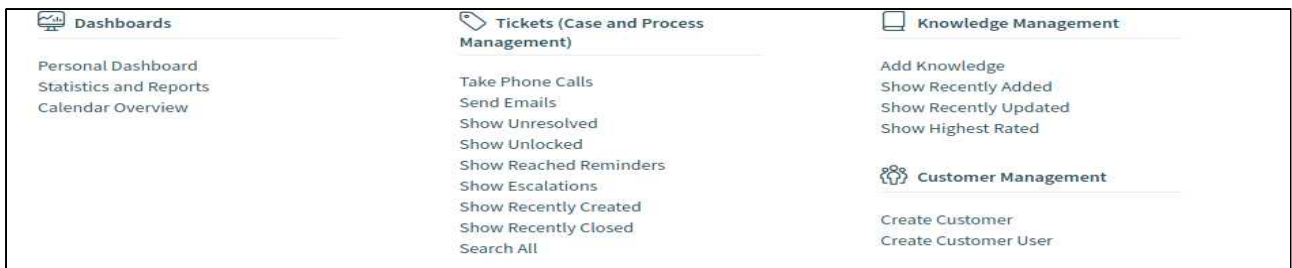 Dashboards
Personal Dashboard
Statistics and Reports
Calendar Overview
Tickets (Case and Process
Management)
Take Phone Calls
Send Emails
Show Unresolved
Show Unlocked
Show Reached Reminders
Show Escalations
Show Recently Created
Show Recently Closed
Search All
Knowledge Management
Add Knowledge
Show Recently Added
Show Recently Updated
Show Highest Rated
Customer Management
Create Customer
Create Customer User